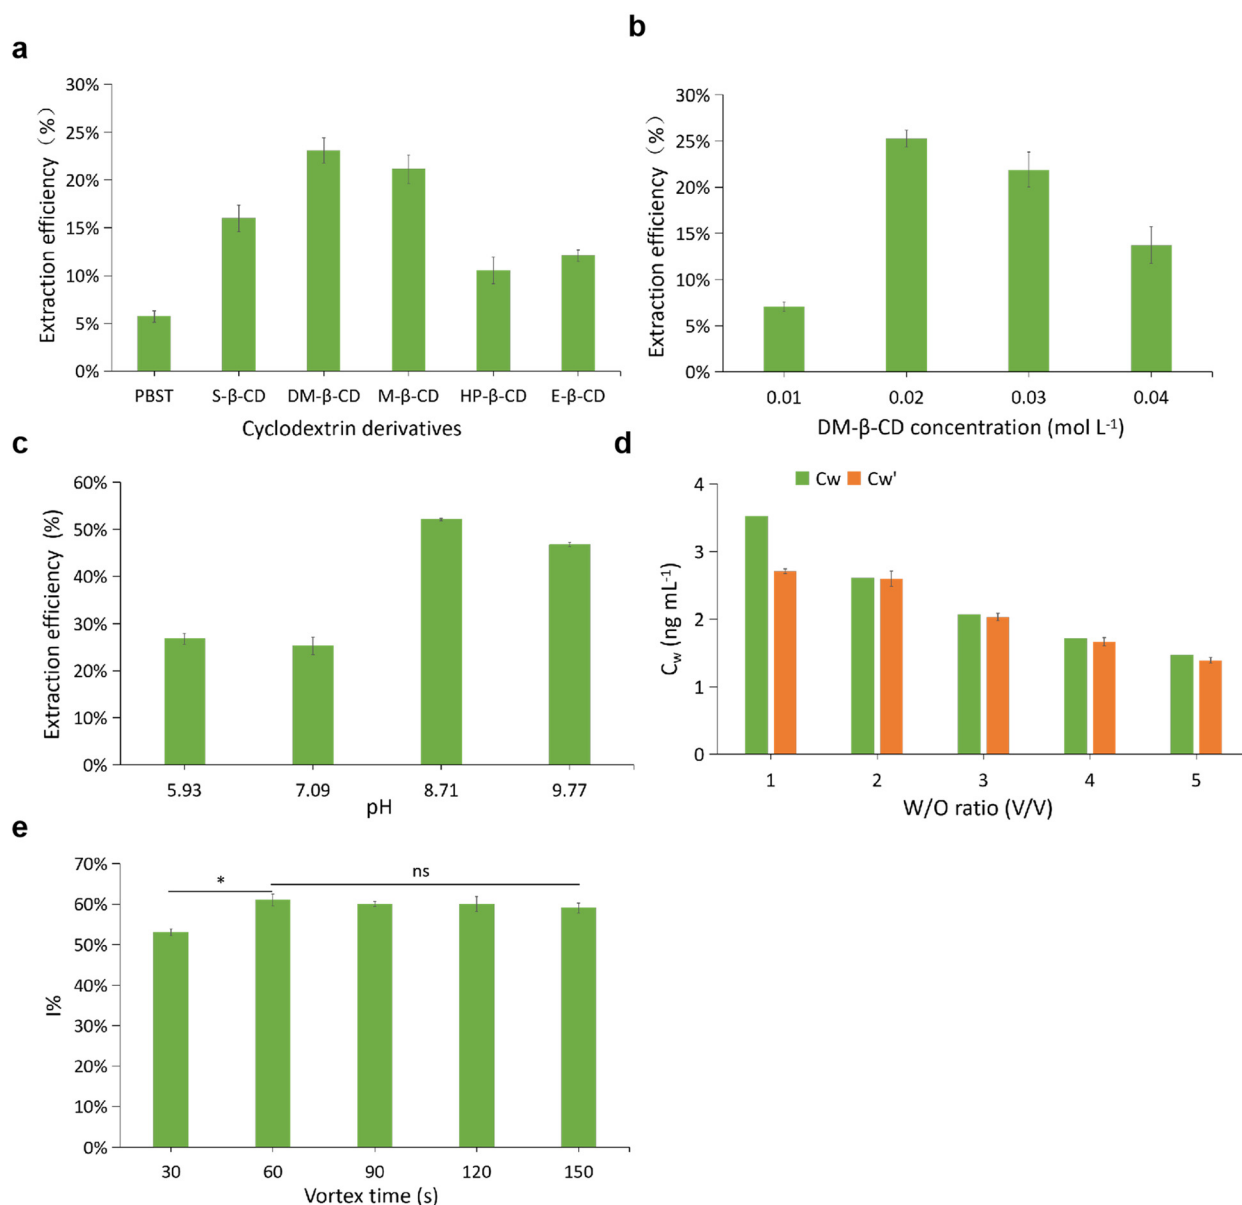 a
30%
25%
20%
15%
10%
5%
0%
Extraction efficiency (%)
PBST S-β-CD DM-β-CD M-β-CD HP-β-CD E-β-CD
Cyclodextrin derivatives
b
30%
25%
20%
15%
10%
5%
0%
Extraction efficiency (%)
0.01 0.02 0.03 0.04
DM-β-CD concentration (mol L⁻¹)
c
60%
50%
40%
30%
20%
10%
0%
Extraction efficiency (%)
5.93 7.09 8.71 9.77
pH
d
Cw Cw'
4
3
2
1
0
C_w (ng mL⁻¹)
1 2 3 4 5
W/O ratio (V/V)
e
70%
60%
50%
40%
30%
20%
10%
0%
I%
* ns
30 60 90 120 150
Vortex time (s)